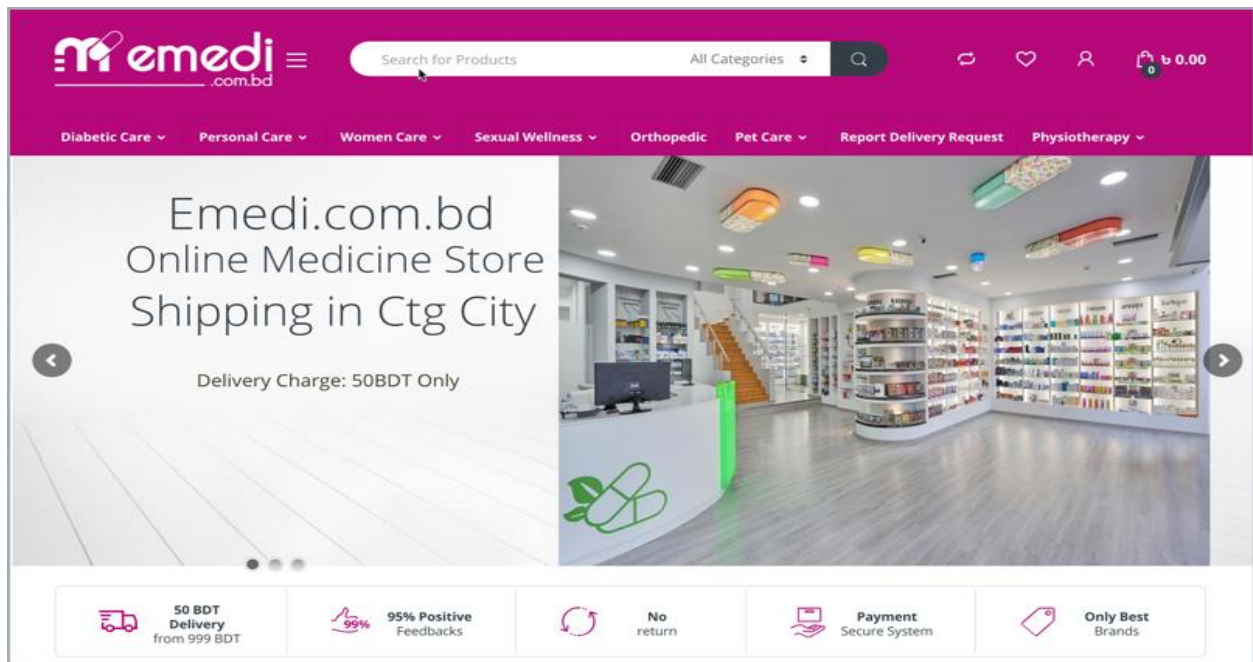 emedi
.com.bd
Search for Products
All Categories
0
৳ 0.00
Diabetic Care
Personal Care
Women Care
Sexual Wellness
Orthopedic
Pet Care
Report Delivery Request
Physiotherapy
Emedi.com.bd
Online Medicine Store
Shipping in Ctg City
Delivery Charge: 50BDT Only
50 BDT
Delivery
from 999 BDT
99%
95% Positive
Feedbacks
No
return
Payment
Secure System
Only Best
Brands